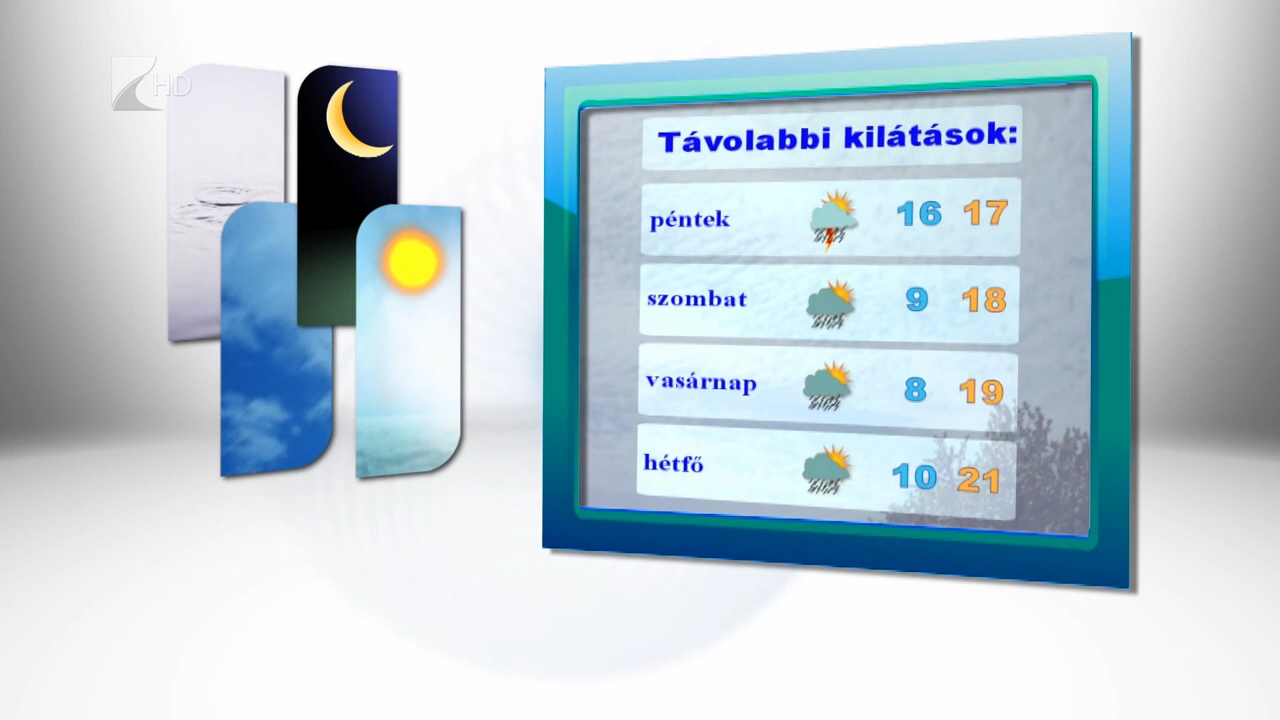 HD
Távolabbi kilátások:
péntek 16 17
szombat 9 18
vasárnap 8 19
hétfő 10 21